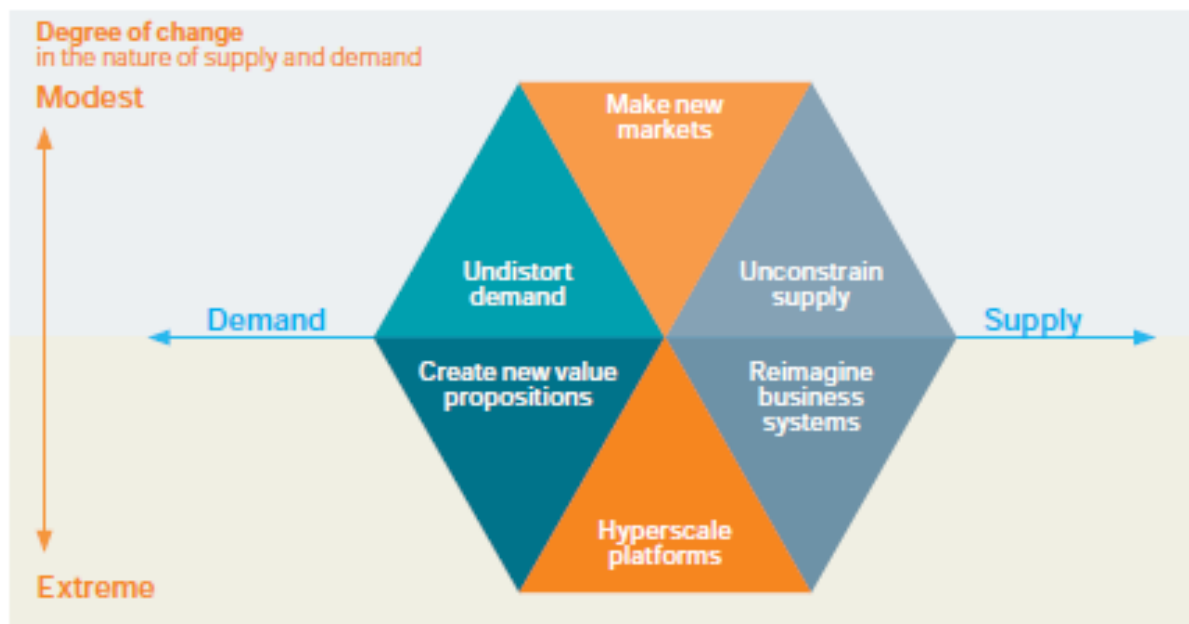 Degree of change
in the nature of supply and demand
Modest
Make new
markets
Undistort
demand
Unconstrain
supply
Demand
Supply
Create new value
propositions
Reimagine
business
systems
Hyperscale
platforms
Extreme